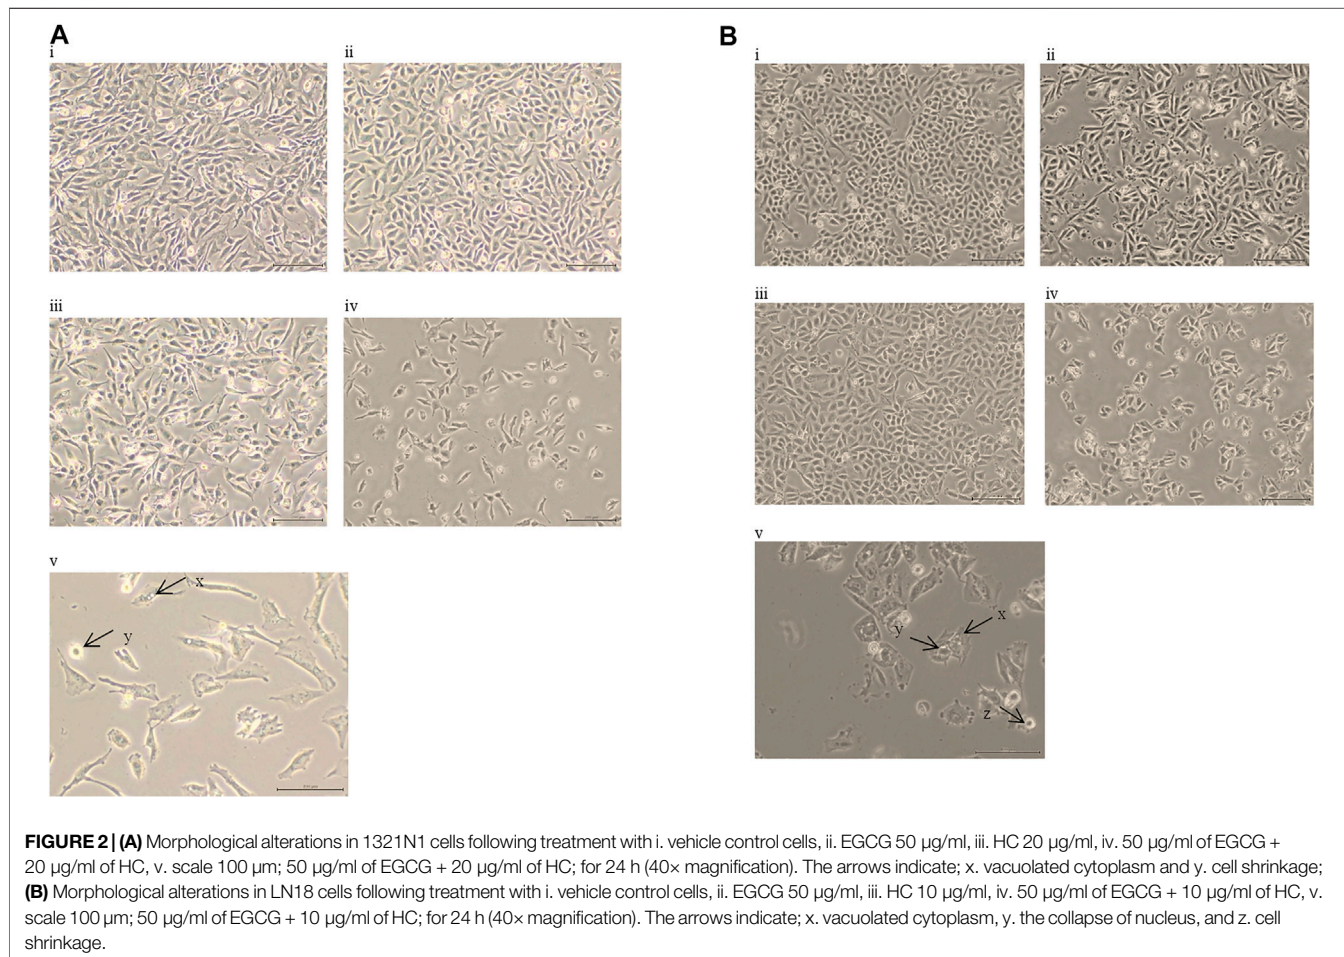 A
B
i
ii
i
ii
iii
iv
iii
iv
v
v
x
y
x
y
z
FIGURE 2 | (A) Morphological alterations in 1321N1 cells following treatment with i. vehicle control cells, ii. EGCG 50 µg/ml, iii. HC 20 µg/ml, iv. 50 µg/ml of EGCG +
20 µg/ml of HC, v. scale 100 µm; 50 µg/ml of EGCG + 20 µg/ml of HC; for 24 h (40× magnification). The arrows indicate; x. vacuolated cytoplasm and y. cell shrinkage;
(B) Morphological alterations in LN18 cells following treatment with i. vehicle control cells, ii. EGCG 50 µg/ml, iii. HC 10 µg/ml, iv. 50 µg/ml of EGCG + 10 µg/ml of HC, v.
scale 100 µm; 50 µg/ml of EGCG + 10 µg/ml of HC; for 24 h (40× magnification). The arrows indicate; x. vacuolated cytoplasm, y. the collapse of nucleus, and z. cell
shrinkage.